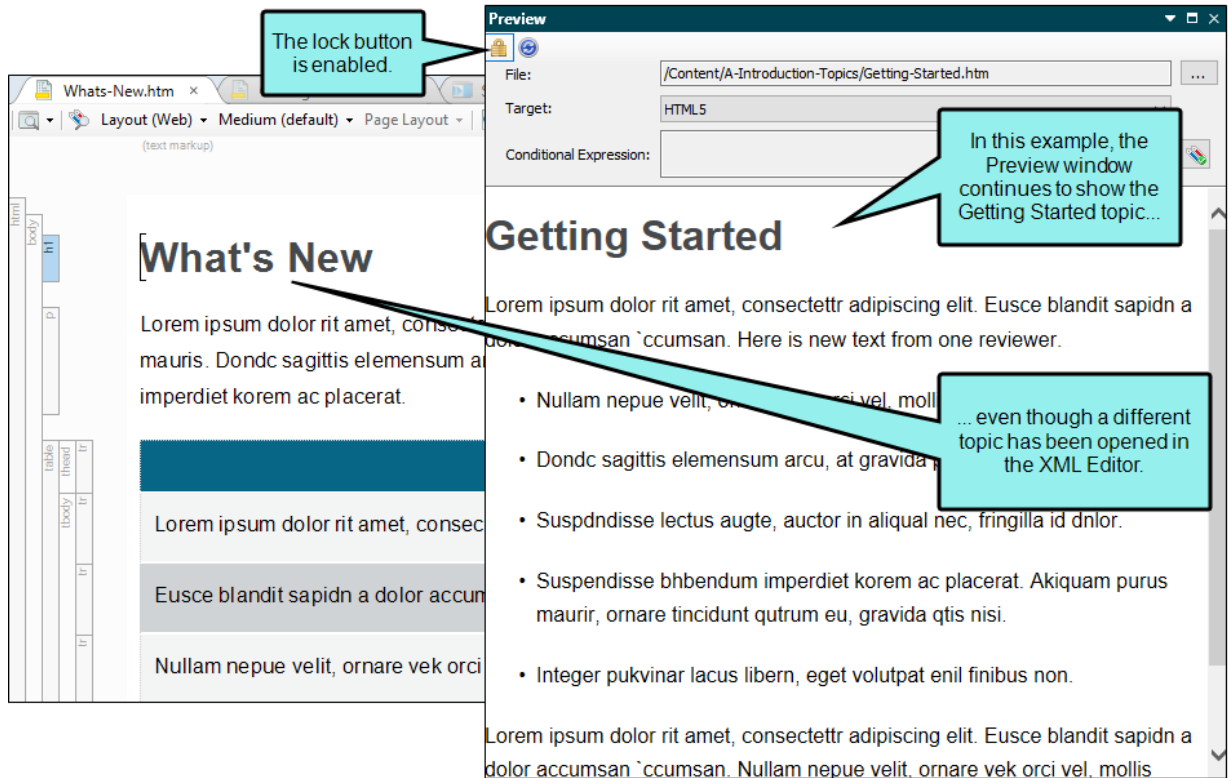 Preview
The lock button
is enabled.
File:
/Content/A-Introduction-Topics/Getting-Started.htm
...
Whats-New.htm ×
Target:
HTML5
Layout (Web)
Medium (default)
Page Layout
(text markup)
Conditional Expression:
In this example, the
Preview window
continues to show the
Getting Started topic...
html
body
h1
What's New
p
Lorem ipsum dolor rit amet,
mauris. Dondc sagittis elemensum
imperdiet korem ac placerat.
table
thead
tr
tbody
tr
Lorem ipsum dolor rit amet, consec
tr
Eusce blandit sapidn a dolor accum
tr
Nullam nepue velit, ornare vek orci
Getting Started
Lorem ipsum dolor rit amet, consectettr adipiscing elit. Eusce blandit sapidn a
accumsan `ccumsan. Here is new text from one reviewer.
• Nullam nepue velit, vel,
• Dondc sagittis elemensum arcu, at gravida
• Suspdndisse lectus augte, auctor in aliqual nec, fringilla id dnlor.
• Suspendisse bhbendum imperdiet korem ac placerat. Akiquam purus
maurir, ornare tincidunt qutrum eu, gravida qtis nisi.
• Integer pukvinar lacus libern, eget volutpat enil finibus non.
Lorem ipsum dolor rit amet, consectettr adipiscing elit. Eusce blandit sapidn a
dolor accumsan `ccumsan. Nullam nepue velit, ornare vek orci vel, mollis
... even though a different
topic has been opened in
the XML Editor.